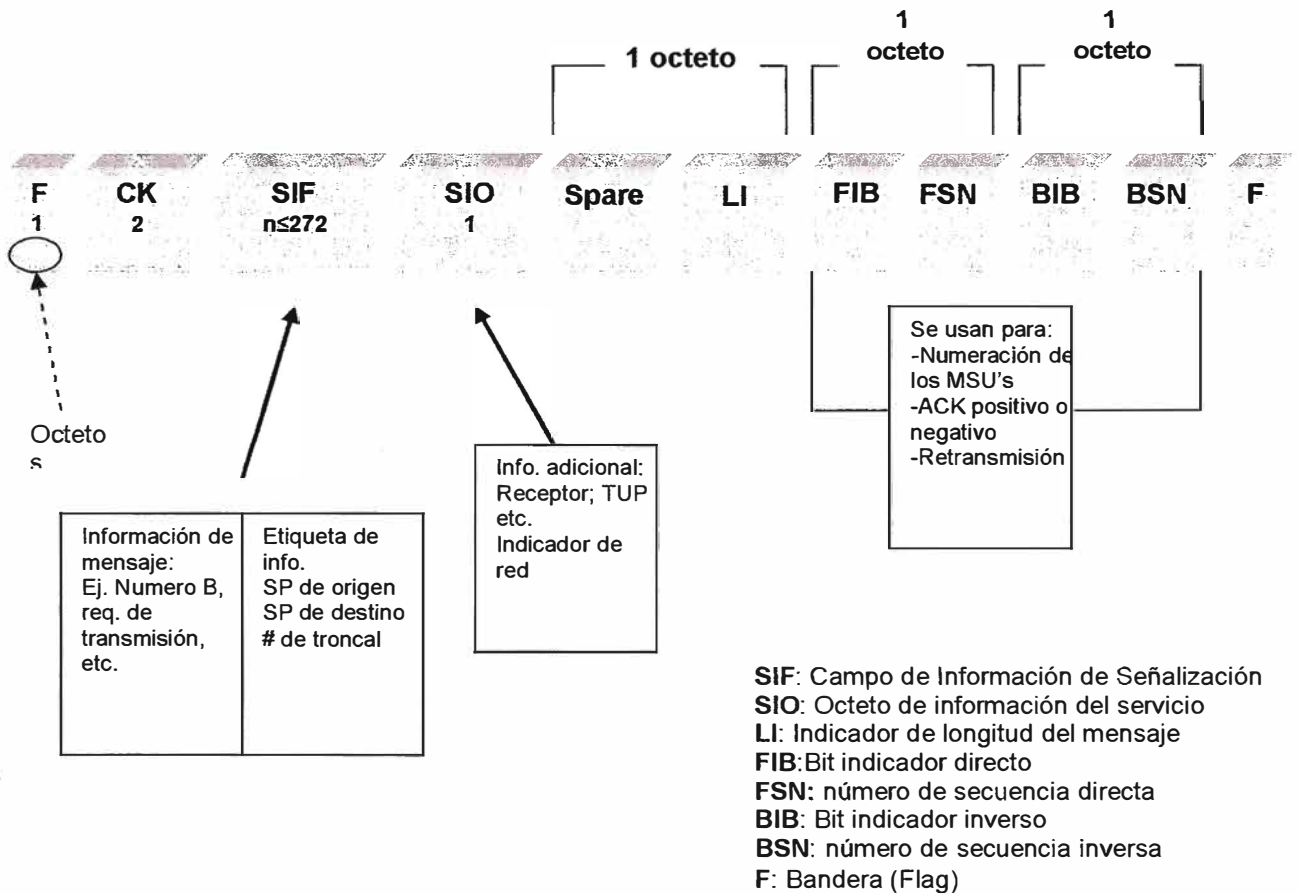 1
octeto
1
octeto
1 octeto
F
1
CK
2
SIF
n≤272
SIO
1
Spare
LI
FIB
FSN
BIB
BSN
F
Octeto
s
Información de
mensaje:
Ej. Numero B,
req. de
transmisión,
etc.
Etiqueta de
info.
SP de origen
SP de destino
# de troncal
Info. adicional:
Receptor; TUP
etc.
Indicador de
red
Se usan para:
-Numeración de
los MSU's
-ACK positivo o
negativo
-Retransmisión
SIF: Campo de Información de Señalización
SIO: Octeto de información del servicio
LI: Indicador de longitud del mensaje
FIB:Bit indicador directo
FSN: número de secuencia directa
BIB: Bit indicador inverso
BSN: número de secuencia inversa
F: Bandera (Flag)